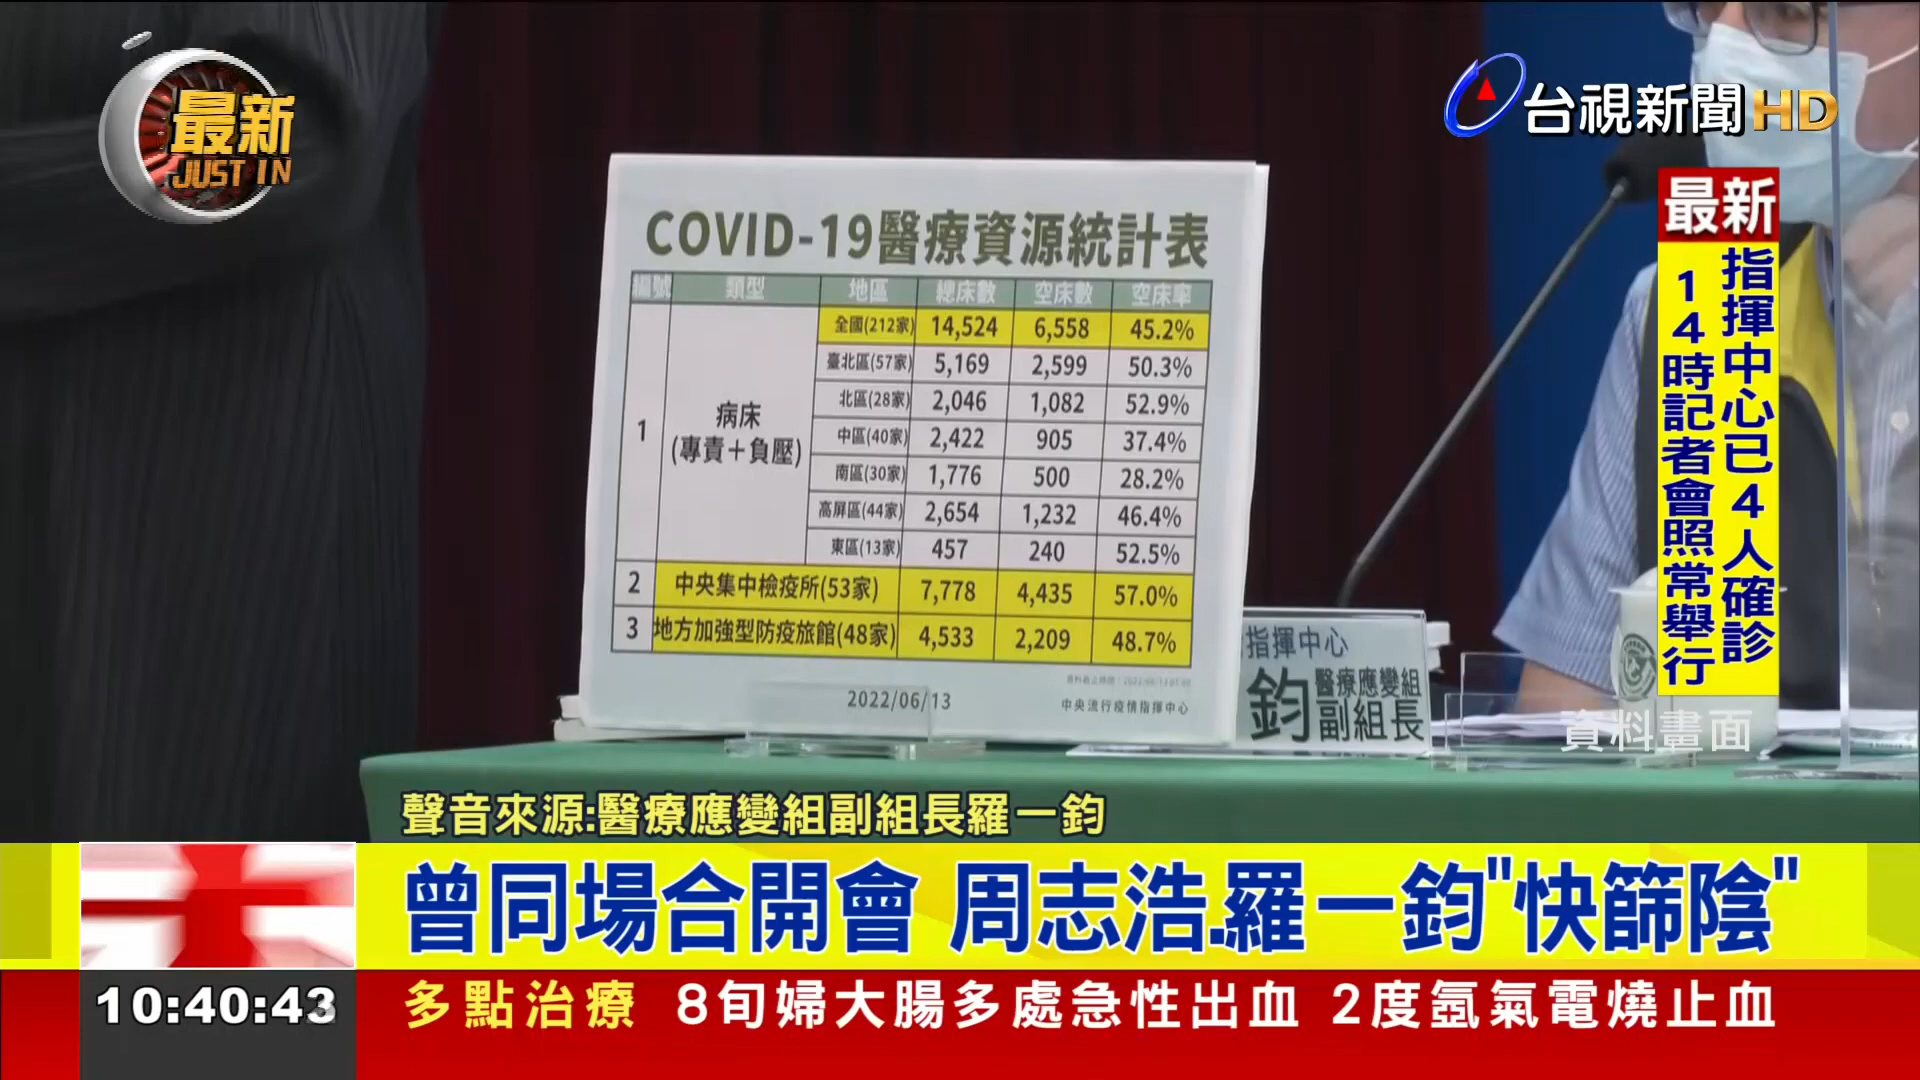 最新
JUST IN
台視新聞HD
最新
指揮中心已4人確診
14時記者會照常舉行
COVID-19醫療資源統計表
編號 類型 地區 總床數 空床數 空床率
1 病床
(專責＋負壓)
全國(212家) 14,524 6,558 45.2%
臺北區(57家) 5,169 2,599 50.3%
北區(28家) 2,046 1,082 52.9%
中區(40家) 2,422 905 37.4%
南區(30家) 1,776 500 28.2%
高屏區(44家) 2,654 1,232 46.4%
東區(13家) 457 240 52.5%
2 中央集中檢疫所(53家) 7,778 4,435 57.0%
3 地方加強型防疫旅館(48家) 4,533 2,209 48.7%
2022/06/13
中央流行疫情指揮中心
指揮中心
鈞 醫療應變組
副組長
資料畫面
聲音來源:醫療應變組副組長羅一鈞
曾同場合開會 周志浩.羅一鈞"快篩陰"
10:40:43
多點治療 8旬婦大腸多處急性出血 2度氬氣電燒止血